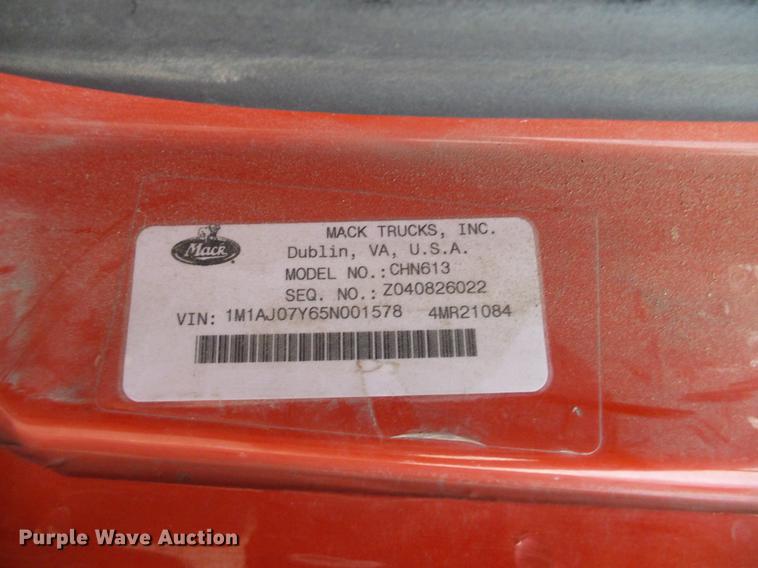 MACK TRUCKS, INC.
Mack
Dublin, VA, U.S.A.
MODEL NO.: CHN613
SEQ. NO.: Z040826022
VIN: 1M1AJ07Y65N001578 4MR21084
Purple Wave Auction